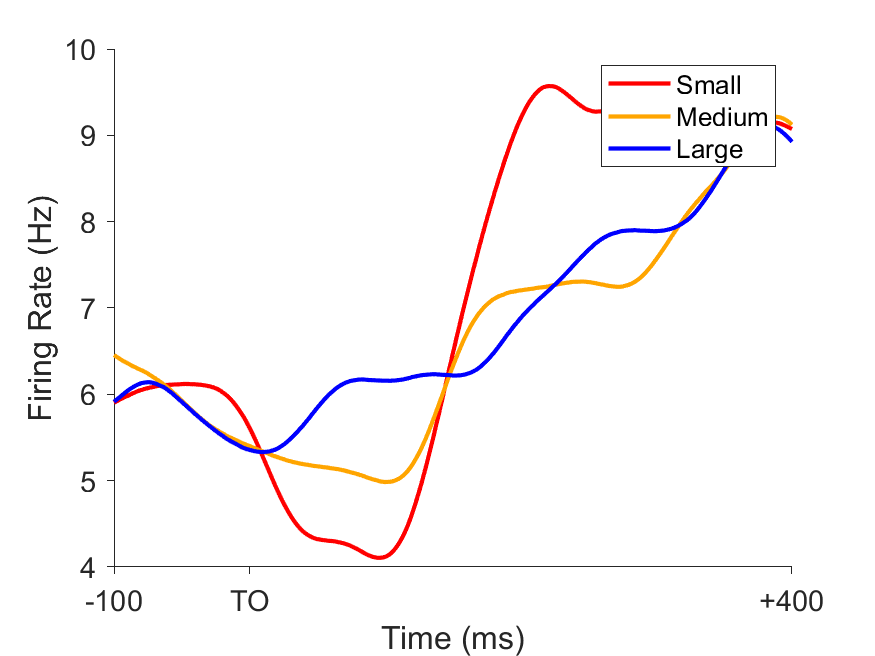 10
9
8
7
6
5
4
Firing Rate (Hz)
Small
Medium
Large
-100
TO
+400
Time (ms)